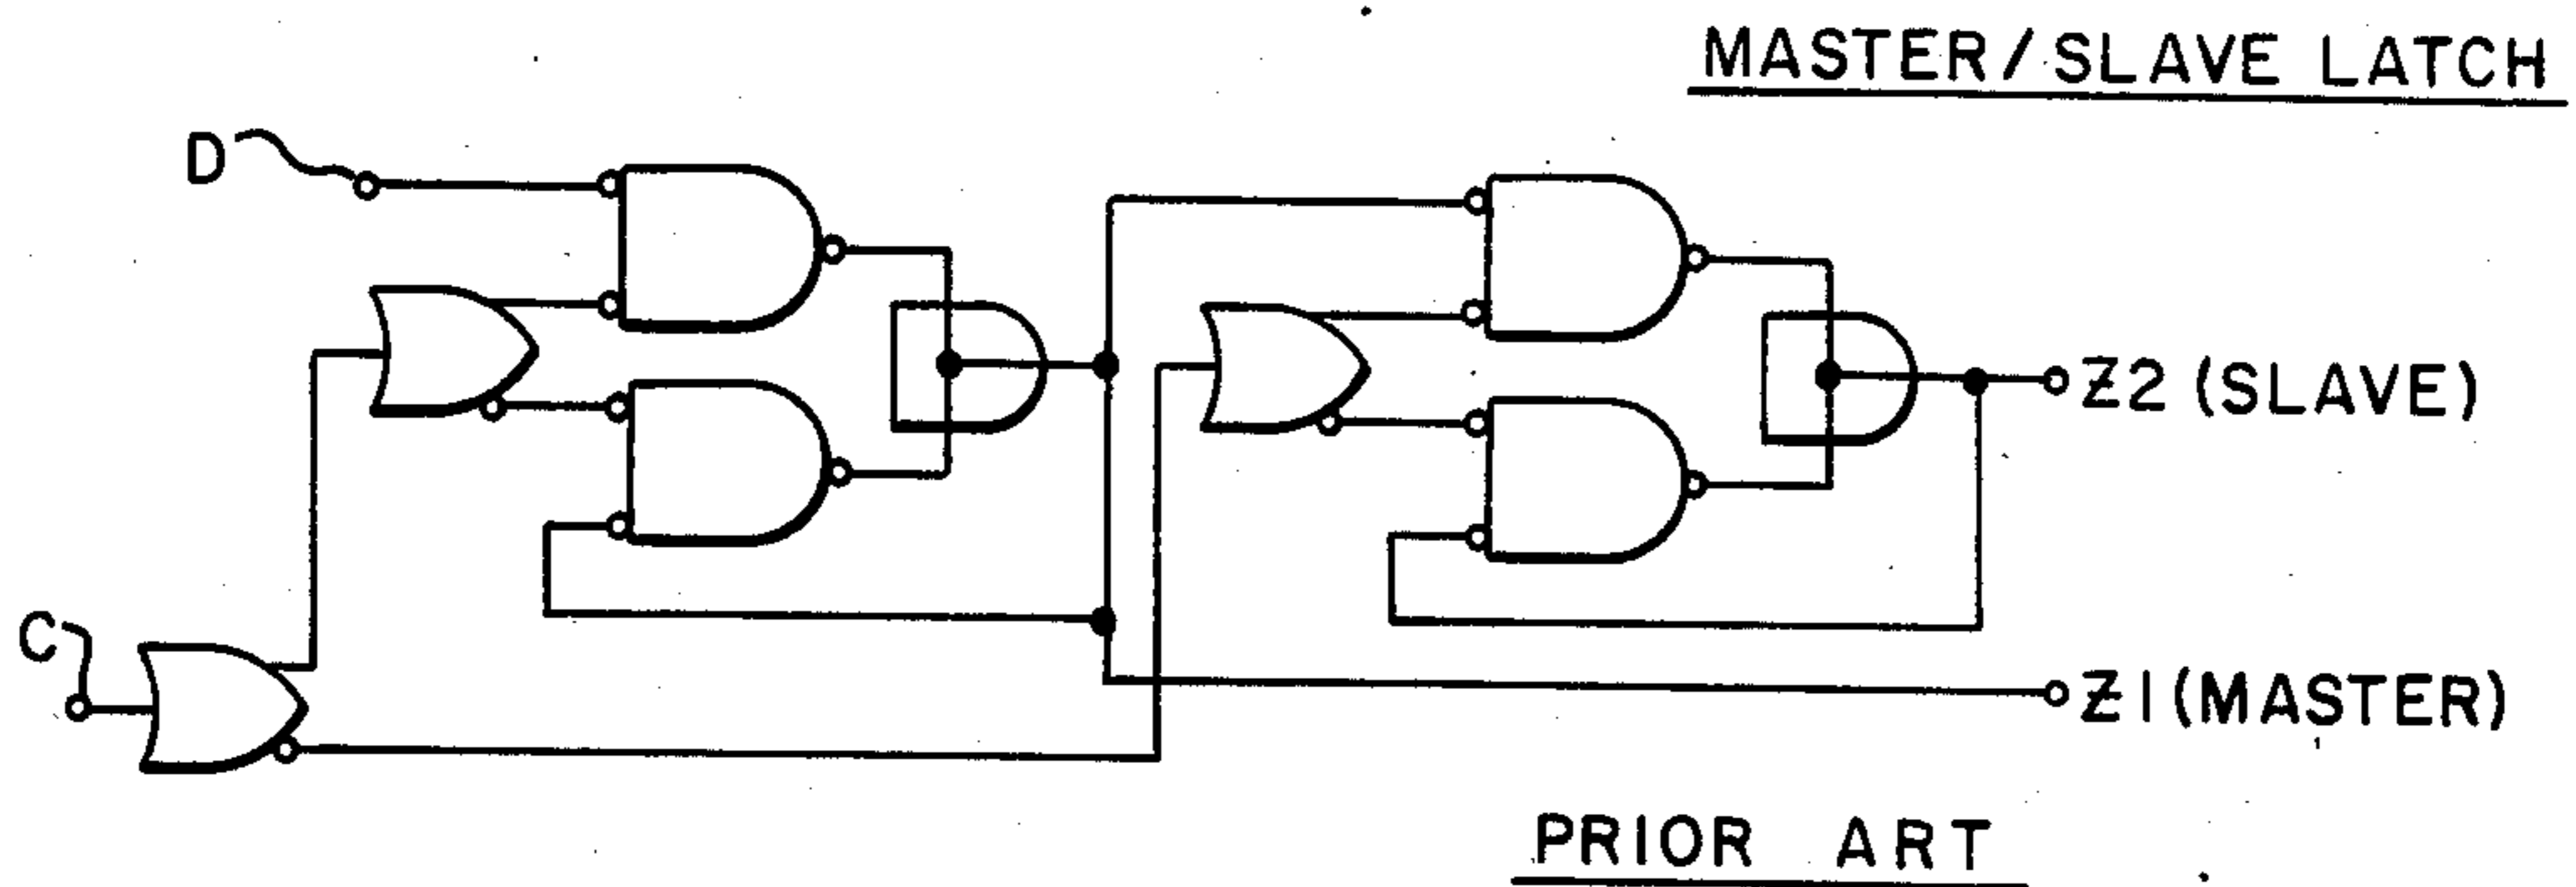 MASTER/SLAVE LATCH
D
Z2 (SLAVE)
C
Z1 (MASTER)
PRIOR ART